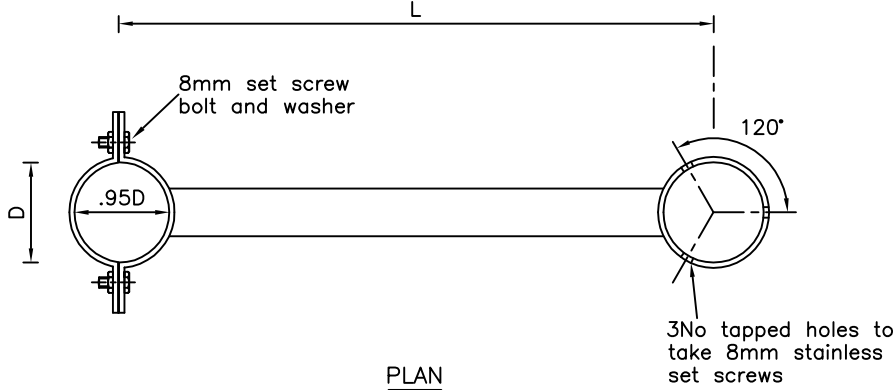 L
8mm set screw
bolt and washer
120°
D
.95D
3No tapped holes to
take 8mm stainless
set screws
PLAN